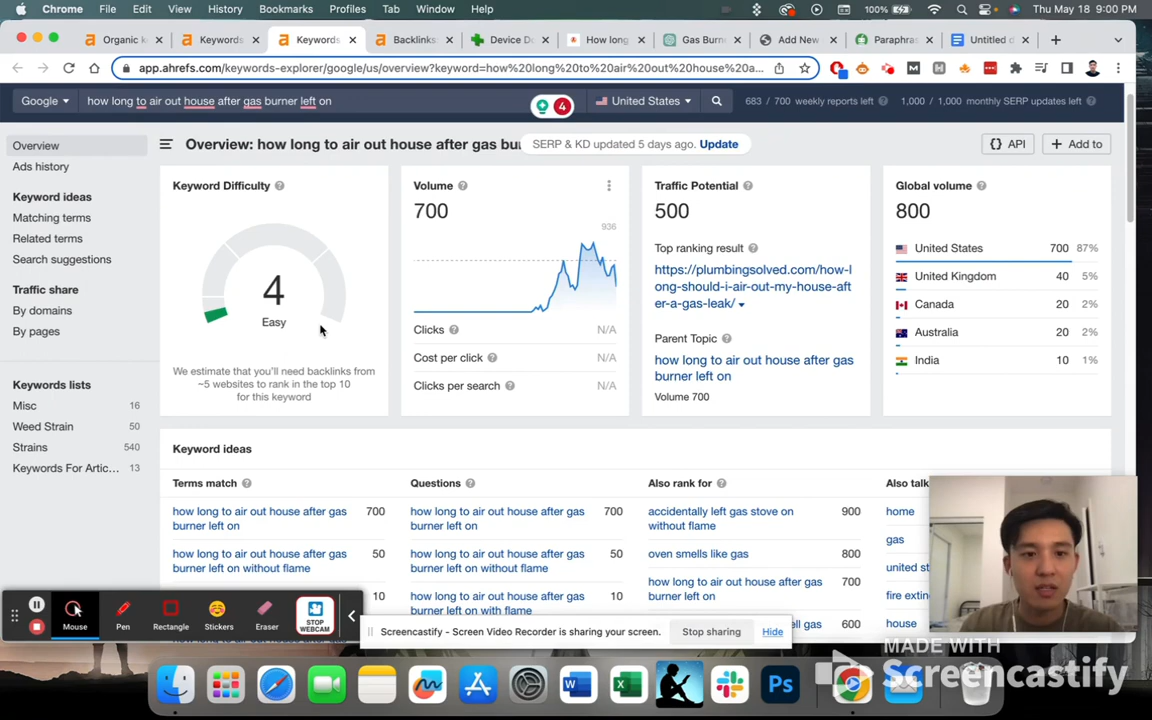 Chrome File Edit View History Bookmarks Profiles Tab Window Help 100% Thu May 18 9:00 PM
Organic k Keywords Keywords Backlinks: Device D How long Gas Burn Add New Paraphras Untitled d
app.ahrefs.com/keywords-explorer/google/us/overview?keyword=how%20long%20to%20air%20out%20house%20a...
Google how long to air out house after gas burner left on 4 United States 683 / 700 weekly reports left 1,000 / 1,000 monthly SERP updates left
Overview
Ads history
Keyword ideas
Matching terms
Related terms
Search suggestions
Traffic share
By domains
By pages
Keywords lists
Misc 16
Weed Strain 50
Strains 540
Keywords For Artic... 13
Overview: how long to air out house after gas bu SERP & KD updated 5 days ago. Update API Add to
Keyword Difficulty
4
Easy
We estimate that you'll need backlinks from
~5 websites to rank in the top 10
for this keyword
Volume
700
936
Clicks N/A
Cost per click N/A
Clicks per search N/A
Traffic Potential
500
Top ranking result
https://plumbingsolved.com/how-l
ong-should-i-air-out-my-house-aft
er-a-gas-leak/
Parent Topic
how long to air out house after gas
burner left on
Volume 700
Global volume
800
United States 700 87%
United Kingdom 40 5%
Canada 20 2%
Australia 20 2%
India 10 1%
Keyword ideas
Terms match
how long to air out house after gas 700
burner left on
how long to air out house after gas 50
burner left on without flame
10
Questions
how long to air out house after gas 700
burner left on
how long to air out house after gas 50
burner left on without flame
how long to air out house after gas 10
burner left on with flame
Also rank for
accidentally left gas stove on 900
without flame
oven smells like gas 800
how long to air out house after gas 700
burner left on
600
Also talk
home
gas
united st
fire extin
house
Mouse Pen Rectangle Stickers Eraser STOP
WEBCAM
Screencastify - Screen Video Recorder is sharing your screen. Stop sharing Hide
MADE WITH
Screencastify